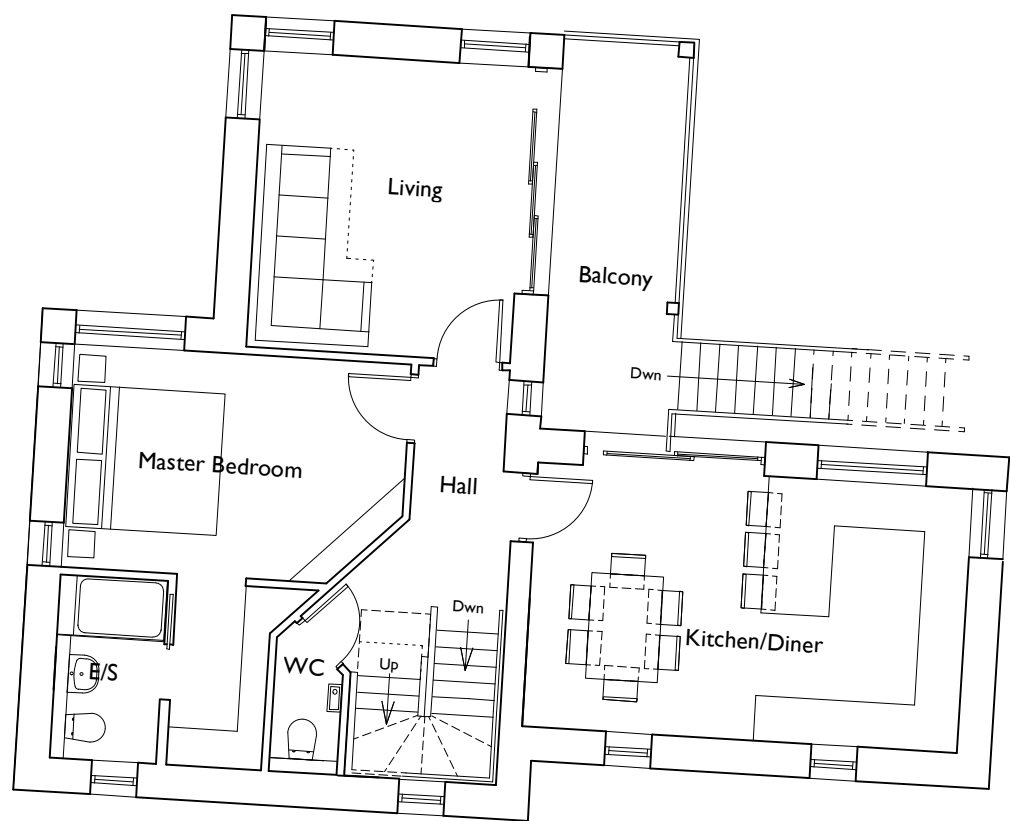 Living
Balcony
Dwn
Master Bedroom
Hall
Dwn
Kitchen/Diner
WC
Up
E/S